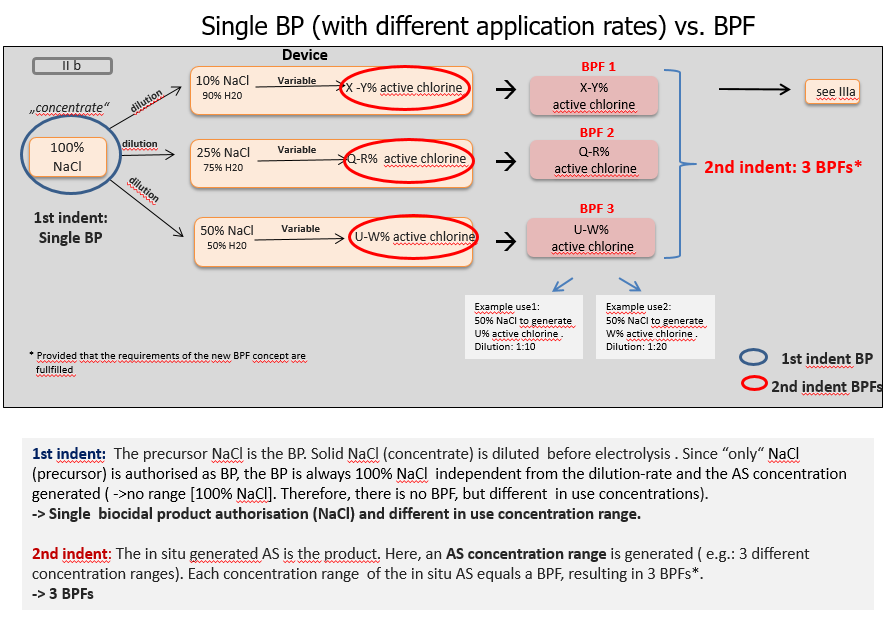 Single BP (with different application rates) vs. BPF
II b
Device
„concentrate“
100%
NaCl
1st indent:
Single BP
dilution
dilution
dilution
10% NaCl
90% H20
Variable
X -Y% active chlorine
25% NaCl
75% H20
Variable
Q-R% active chlorine
50% NaCl
50% H20
Variable
U-W% active chlorine
BPF 1
X-Y%
active chlorine
BPF 2
Q-R%
active chlorine
BPF 3
U-W%
active chlorine
see IIIa
2nd indent: 3 BPFs*
Example use1:
50% NaCl to generate
U% active chlorine .
Dilution: 1:10
Example use2:
50% NaCl to generate
W% active chlorine .
Dilution: 1:20
* Provided that the requirements of the new BPF concept are
fullfilled
1st indent BP
2nd indent BPFs
1st indent: The precursor NaCl is the BP. Solid NaCl (concentrate) is diluted before electrolysis . Since “only“ NaCl
(precursor) is authorised as BP, the BP is always 100% NaCl independent from the dilution-rate and the AS concentration
generated ( ->no range [100% NaCl]. Therefore, there is no BPF, but different in use concentrations).
-> Single biocidal product authorisation (NaCl) and different in use concentration range.
2nd indent: The in situ generated AS is the product. Here, an AS concentration range is generated ( e.g.: 3 different
concentration ranges). Each concentration range of the in situ AS equals a BPF, resulting in 3 BPFs*.
-> 3 BPFs